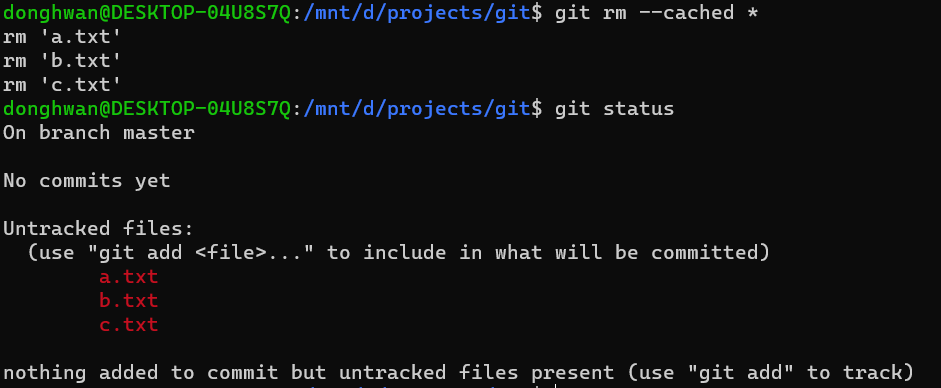 donghwan@DESKTOP-04U8S7Q:/mnt/d/projects/git$ git rm --cached *
rm 'a.txt'
rm 'b.txt'
rm 'c.txt'
donghwan@DESKTOP-04U8S7Q:/mnt/d/projects/git$ git status
On branch master
No commits yet
Untracked files:
  (use "git add <file>..." to include in what will be committed)
        a.txt
        b.txt
        c.txt
nothing added to commit but untracked files present (use "git add" to track)